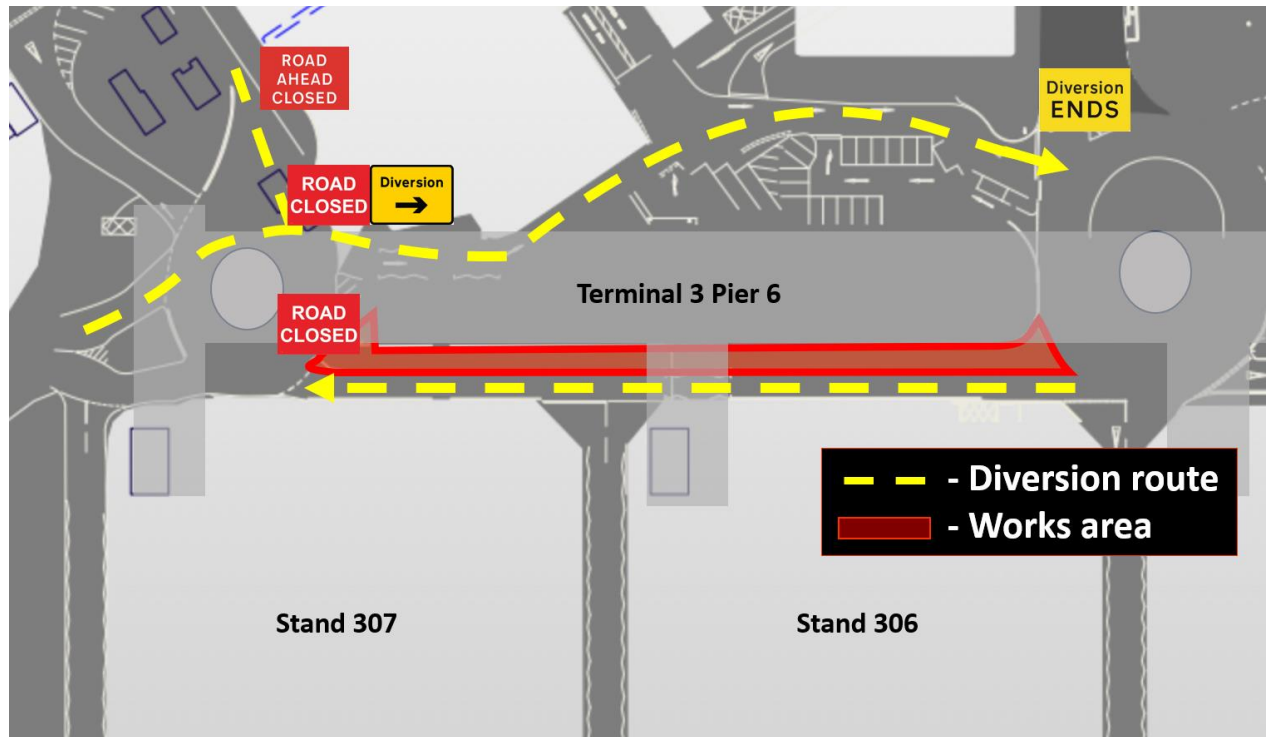 ROAD
AHEAD
CLOSED
Diversion
ENDS
ROAD
CLOSED
Diversion
Terminal 3 Pier 6
ROAD
CLOSED
- Diversion route
- Works area
Stand 307
Stand 306